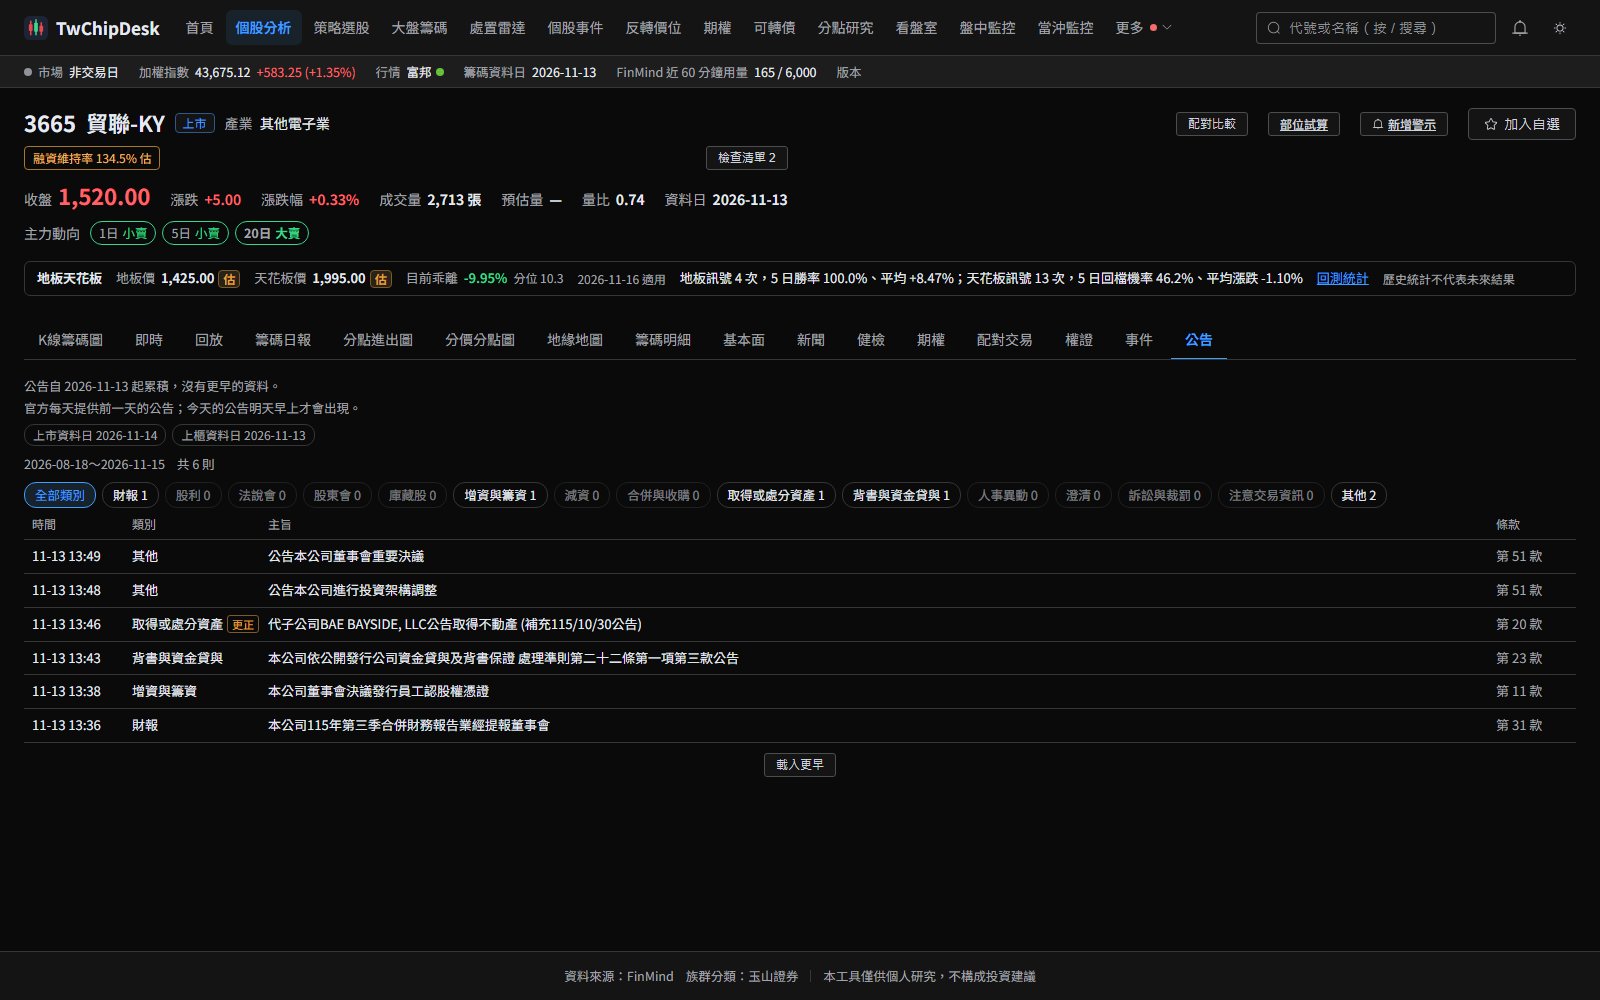 TwChipDesk 首頁 個股分析 策略選股 大盤籌碼 處置雷達 個股事件 反轉價位 期權 可轉債 分點研究 看盤室 盤中監控 當沖監控 更多 代號或名稱 ( 按 / 搜尋 )
市場 非交易日 加權指數 43,675.12 +583.25 (+1.35%) 行情 富邦 籌碼資料日 2026-11-13 FinMind 近 60 分鐘用量 165 / 6,000 版本
3665 貿聯-KY 上市 產業 其他電子業 配對比較 部位試算 新增警示 加入自選
融資維持率 134.5% 估 檢查清單 2
收盤 1,520.00 漲跌 +5.00 漲跌幅 +0.33% 成交量 2,713 張 預估量 — 量比 0.74 資料日 2026-11-13
主力動向 1日 小賣 5日 小賣 20日 大賣
地板天花板 地板價 1,425.00 估 天花板價 1,995.00 估 目前乖離 -9.95% 分位 10.3 2026-11-16 適用 地板訊號 4 次，5 日勝率 100.0%、平均 +8.47%；天花板訊號 13 次，5 日回檔機率 46.2%、平均漲跌 -1.10% 回測統計 歷史統計不代表未來結果
K線籌碼圖 即時 回放 籌碼日報 分點進出圖 分價分點圖 地緣地圖 籌碼明細 基本面 新聞 健檢 期權 配對交易 權證 事件 公告
公告自 2026-11-13 起累積，沒有更早的資料。
官方每天提供前一天的公告；今天的公告明天早上才會出現。
上市資料日 2026-11-14 上櫃資料日 2026-11-13
2026-08-18～2026-11-15 共 6 則
全部類別 財報 1 股利 0 法說會 0 股東會 0 庫藏股 0 增資與籌資 1 減資 0 合併與收購 0 取得或處分資產 1 背書與資金貸與 1 人事異動 0 澄清 0 訴訟與裁罰 0 注意交易資訊 0 其他 2
時間 類別 主旨 條款
11-13 13:49 其他 公告本公司董事會重要決議 第 51 款
11-13 13:48 其他 公告本公司進行投資架構調整 第 51 款
11-13 13:46 取得或處分資產 更正 代子公司BAE BAYSIDE, LLC公告取得不動產 (補充115/10/30公告) 第 20 款
11-13 13:43 背書與資金貸與 本公司依公開發行公司資金貸與及背書保證 處理準則第二十二條第一項第三款公告 第 23 款
11-13 13:38 增資與籌資 本公司董事會決議發行員工認股權憑證 第 11 款
11-13 13:36 財報 本公司115年第三季合併財務報告業經提報董事會 第 31 款
載入更早
資料來源：FinMind 族群分類：玉山證券 本工具僅供個人研究，不構成投資建議